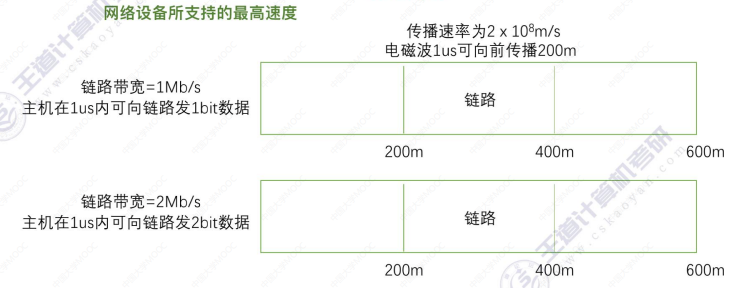 网络设备所支持的最高速度
传播速率为2 x 10⁸m/s
电磁波1us可向前传播200m
链路带宽=1Mb/s
主机在1us内可向链路发1bit数据
链路
200m
400m
600m
链路带宽=2Mb/s
主机在1us内可向链路发2bit数据
链路
200m
400m
600m
王道计算机考研
www.cskaoyan.com